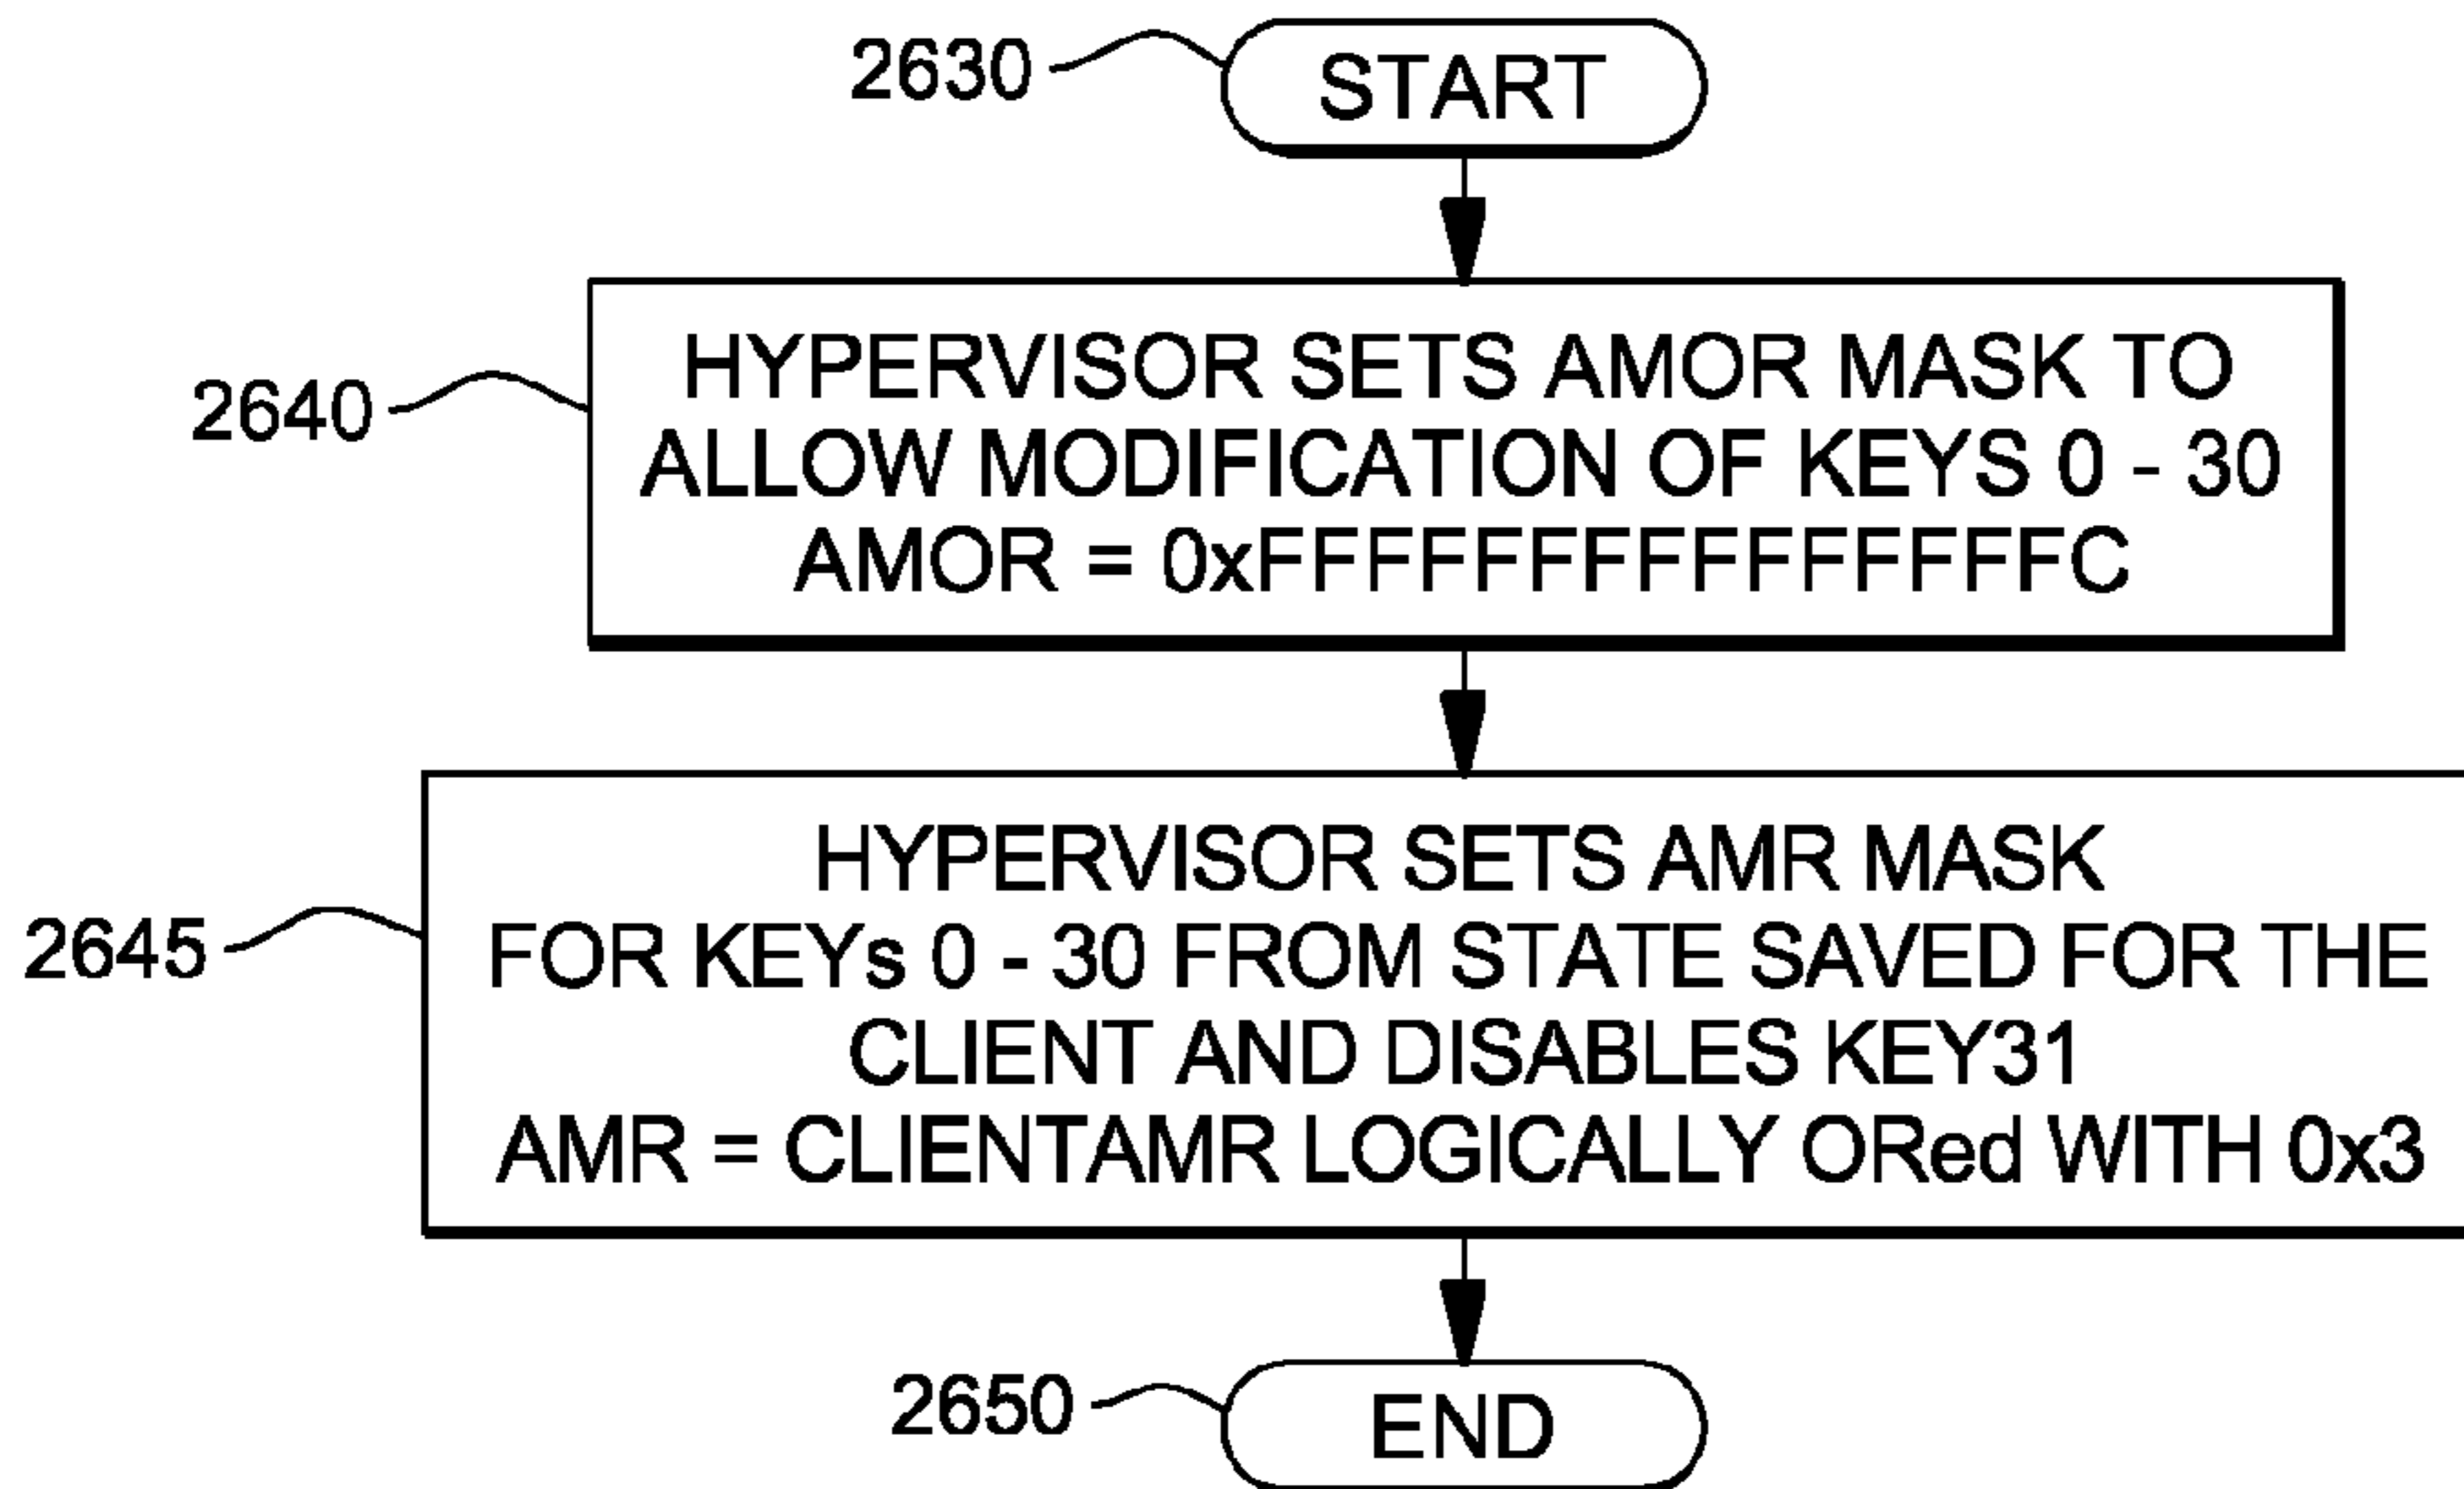 2630
START
2640
HYPERVISOR SETS AMOR MASK TO
ALLOW MODIFICATION OF KEYS 0 - 30
AMOR = 0xFFFFFFFFFFFFFFFC
2645
HYPERVISOR SETS AMR MASK
FOR KEYs 0 - 30 FROM STATE SAVED FOR THE
CLIENT AND DISABLES KEY31
AMR = CLIENTAMR LOGICALLY ORed WITH 0x3
2650
END